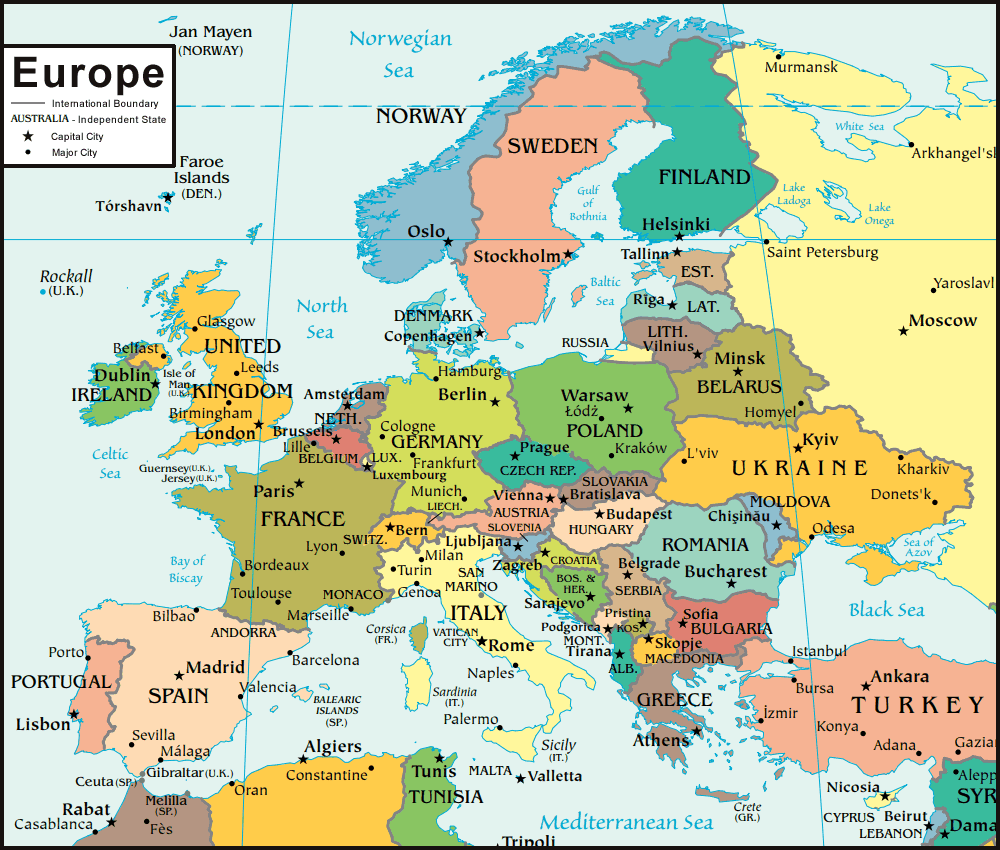 Jan Mayen
(NORWAY)
Norwegian
Sea
Europe
International Boundary
AUSTRALIA - Independent State
Capital City
Major City
Murmansk
White Sea
Arkhangel's
NORWAY
SWEDEN
FINLAND
Faroe
Islands
(DEN.)
Tórshavn
Gulf
of
Bothnia
Lake
Ladoga
Lake
Onega
Oslo
Helsinki
Stockholm
Tallinn
Saint Petersburg
EST.
Rockall
(U.K.)
North
Sea
Baltic
Sea
Yaroslavl
Riga
LAT.
Moscow
DENMARK
Copenhagen
LITH.
Vilnius
RUSSIA
Glasgow
Belfast
UNITED
KINGDOM
Leeds
Isle of
Man
(U.K.)
Dublin
IRELAND
Birmingham
London
Minsk
BELARUS
Homyel
Hamburg
Berlin
Amsterdam
NETH.
Brussels
Lille
BELGIUM
LUX.
Luxembourg
Cologne
GERMANY
Frankfurt
Warsaw
Łódź
POLAND
Kraków
Prague
CZECH REP.
Kyiv
L'viv
UKRAINE
Kharkiv
Donets'k
Celtic
Sea
Guernsey(U.K.)
Jersey(U.K.)
Paris
FRANCE
Munich
LIECH.
SLOVAKIA
Bratislava
Vienna
AUSTRIA
SLOVENIA
MOLDOVA
Chişinău
Odesa
Bern
SWITZ.
Budapest
HUNGARY
Ljubljana
Zagreb
CROATIA
ROMANIA
Bucharest
Sea of
Azov
Lyon
Milan
Turin
Genoa
SAN
MARINO
Bay of
Biscay
Bordeaux
Toulouse
Marseille
MONACO
Belgrade
SERBIA
BOS. &
HER.
Sarajevo
Bilbao
ANDORRA
Corsica
(FR.)
ITALY
VATICAN
CITY
Rome
Pristina
KOS.
Podgorica
MONT.
Tirana
ALB.
Sofia
BULGARIA
Skopje
MACEDONIA
Black Sea
Porto
PORTUGAL
Lisbon
Madrid
SPAIN
Barcelona
Valencia
BALEARIC
ISLANDS
(SP.)
Sardinia
(IT.)
Naples
Palermo
Sicily
(IT.)
GREECE
Athens
Istanbul
Bursa
Ankara
TURKEY
İzmir
Konya
Adana
Gazia
Sevilla
Málaga
Gibraltar(U.K.)
Ceuta(SP.)
Melilla
(SP.)
Rabat
Casablanca
Fès
Oran
Algiers
Constantine
Tunis
TUNISIA
MALTA
Valletta
Tripoli
Crete
(GR.)
Mediterranean Sea
Nicosia
CYPRUS
Beirut
LEBANON
Alepp
SYR
Dama